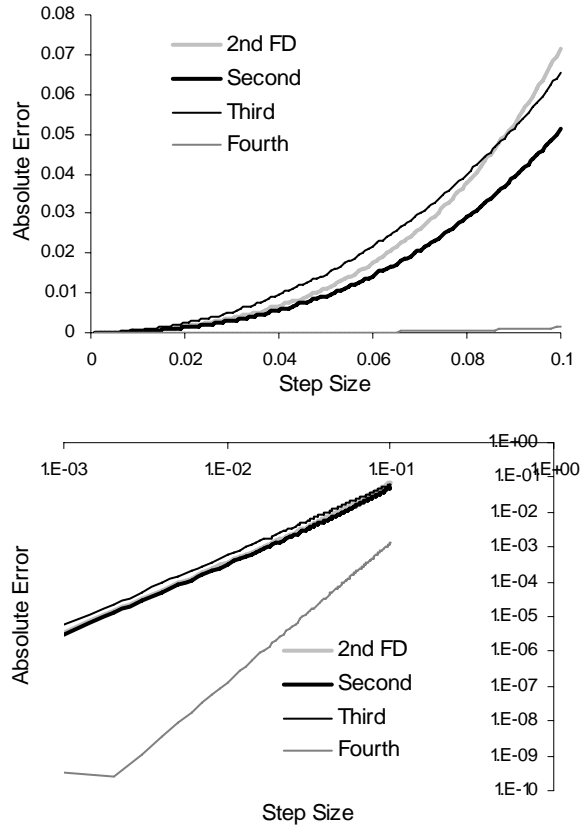 0.08
0.07
0.06
0.05
0.04
0.03
0.02
0.01
0
Absolute Error
2nd FD
Second
Third
Fourth
0 0.02 0.04 0.06 0.08 0.1
Step Size
1.E-03 1.E-02 1.E-01 1.E+00
1.E+00
1.E-01
1.E-02
1.E-03
1.E-04
1.E-05
1.E-06
1.E-07
1.E-08
1.E-09
1.E-10
Absolute Error
2nd FD
Second
Third
Fourth
Step Size